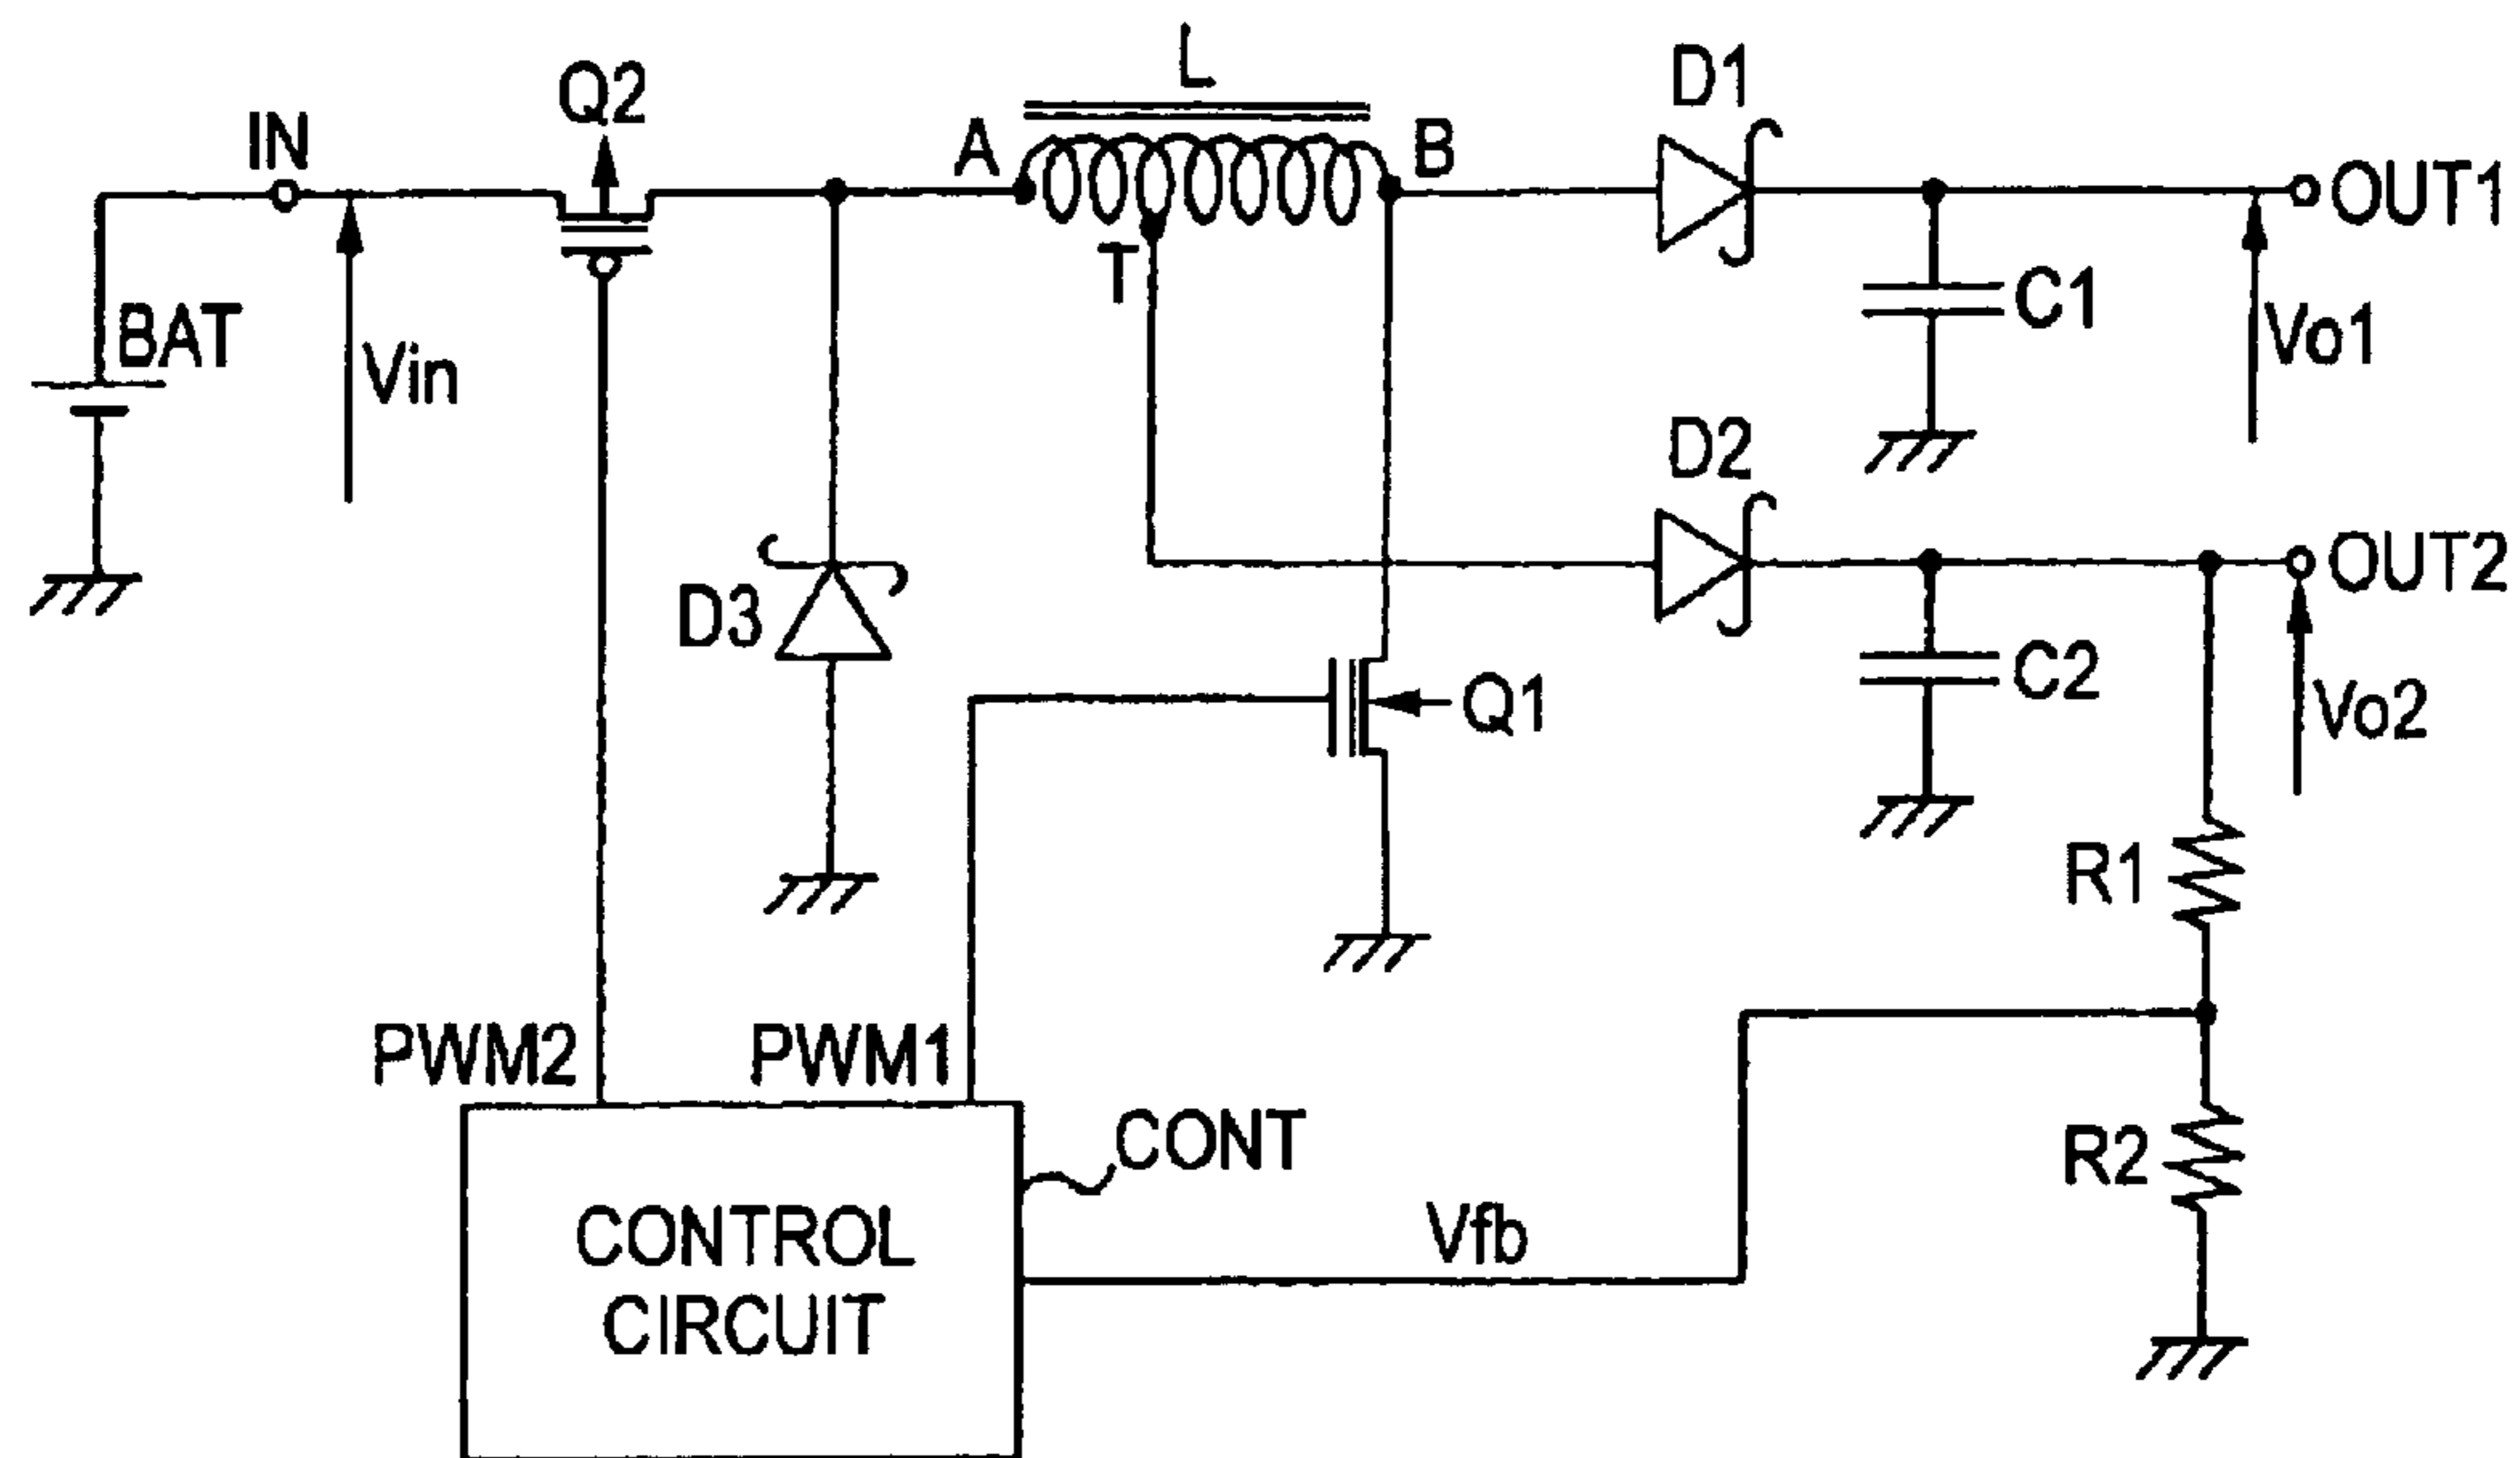 L
D1
Q2
IN
A
B
OUT1
T
C1
BAT
Vin
Vo1
D2
OUT2
D3
C2
Q1
Vo2
R1
PWM2
PWM1
CONT
R2
CONTROL
CIRCUIT
Vfb